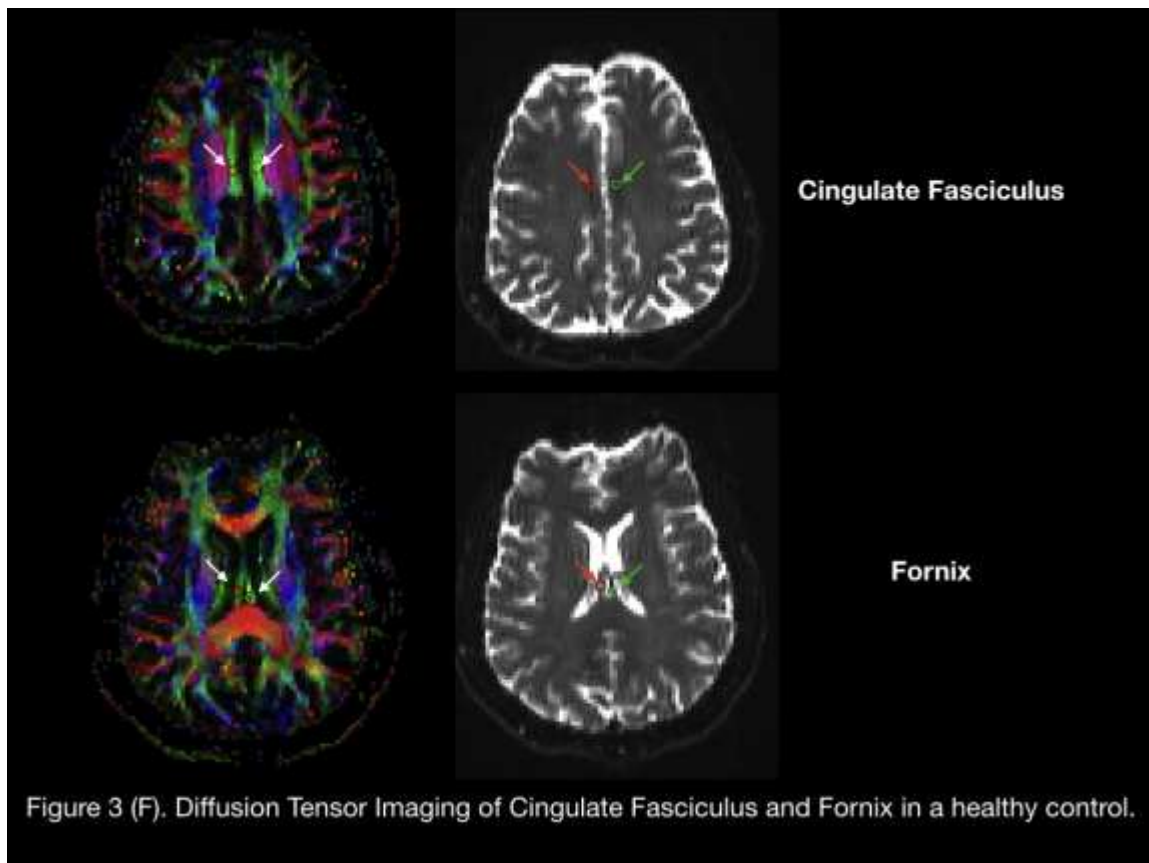 Cingulate Fasciculus
Fornix
Figure 3 (F). Diffusion Tensor Imaging of Cingulate Fasciculus and Fornix in a healthy control.